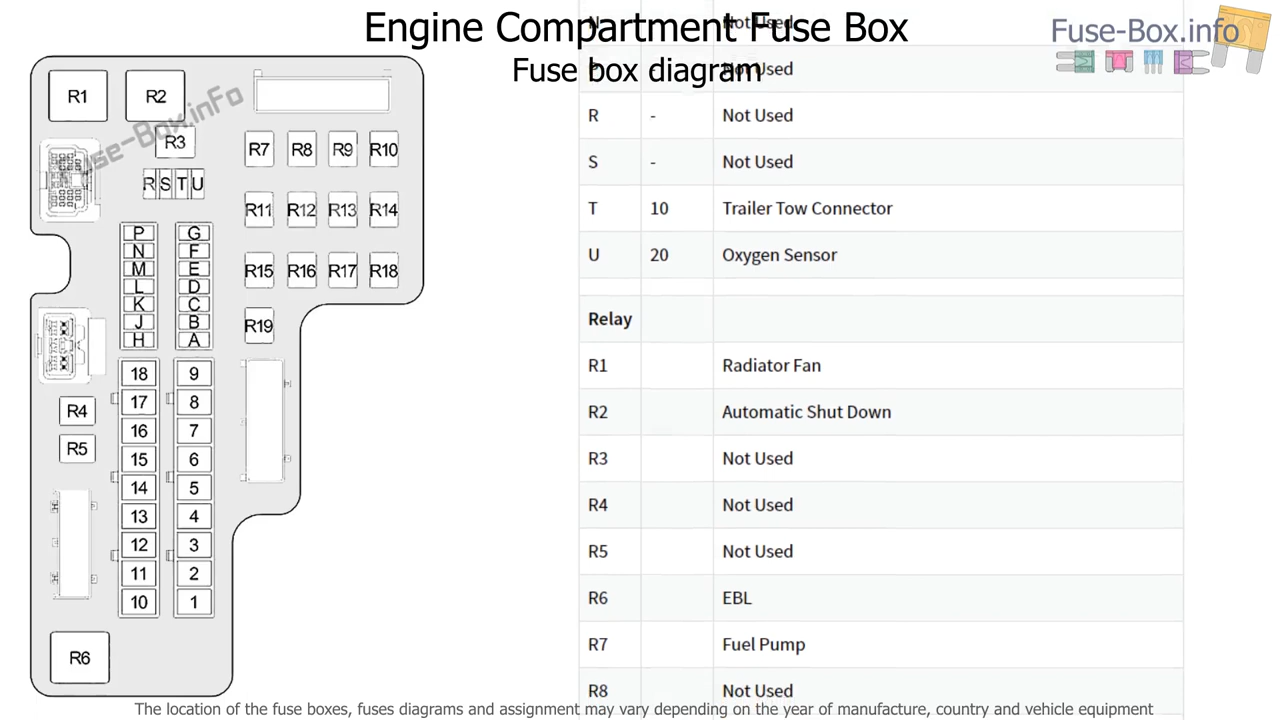 Engine Compartment Fuse Box
Fuse box diagram
Fuse-Box.info
R1 R2
R3
R7 R8 R9 R10
R S T U
R11 R12 R13 R14
P G
N F
M E
L D
K C
J B
H A
R15 R16 R17 R18
R19
18 9
17 8
16 7
15 6
14 5
13 4
12 3
11 2
10 1
R4
R5
R6
Fuse-Box.inFo
N Not Used
P - Not Used
R - Not Used
S - Not Used
T 10 Trailer Tow Connector
U 20 Oxygen Sensor
Relay
R1 Radiator Fan
R2 Automatic Shut Down
R3 Not Used
R4 Not Used
R5 Not Used
R6 EBL
R7 Fuel Pump
R8 Not Used
The location of the fuse boxes, fuses diagrams and assignment may vary depending on the year of manufacture, country and vehicle equipment